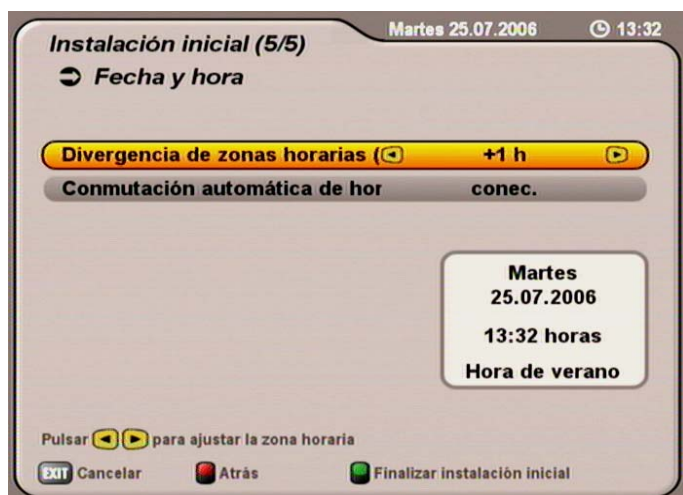 Martes 25.07.2006 13:32
Instalación inicial (5/5)
Fecha y hora
Divergencia de zonas horarias ( +1 h
Conmutación automática de hor conec.
Martes
25.07.2006
13:32 horas
Hora de verano
Pulsar para ajustar la zona horaria
EXIT Cancelar Atrás Finalizar instalación inicial